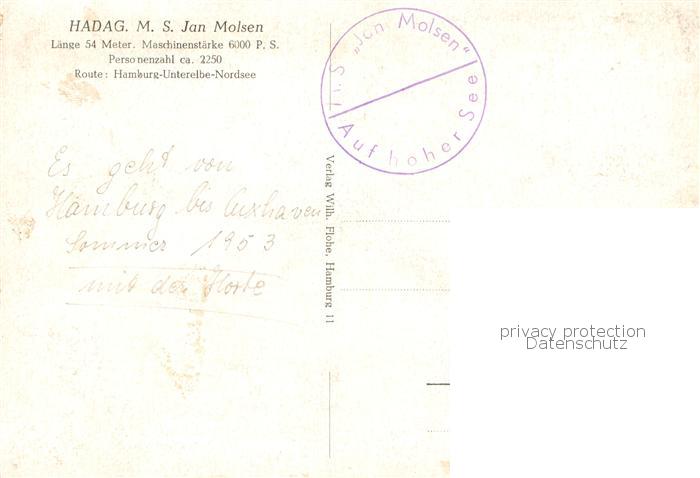 HADAG. M. S. Jan Molsen
Länge 54 Meter. Maschinenstärke 6000 P. S.
Personenzahl ca. 2250
Route: Hamburg-Unterelbe-Nordsee
M.S. „Jan Molsen"
Auf hoher See
Es geht von
Hamburg bis Cuxhaven
Sommer 1953
mit der
Verlag Wilh. Flohe, Hamburg 11
privacy protection
Datenschutz